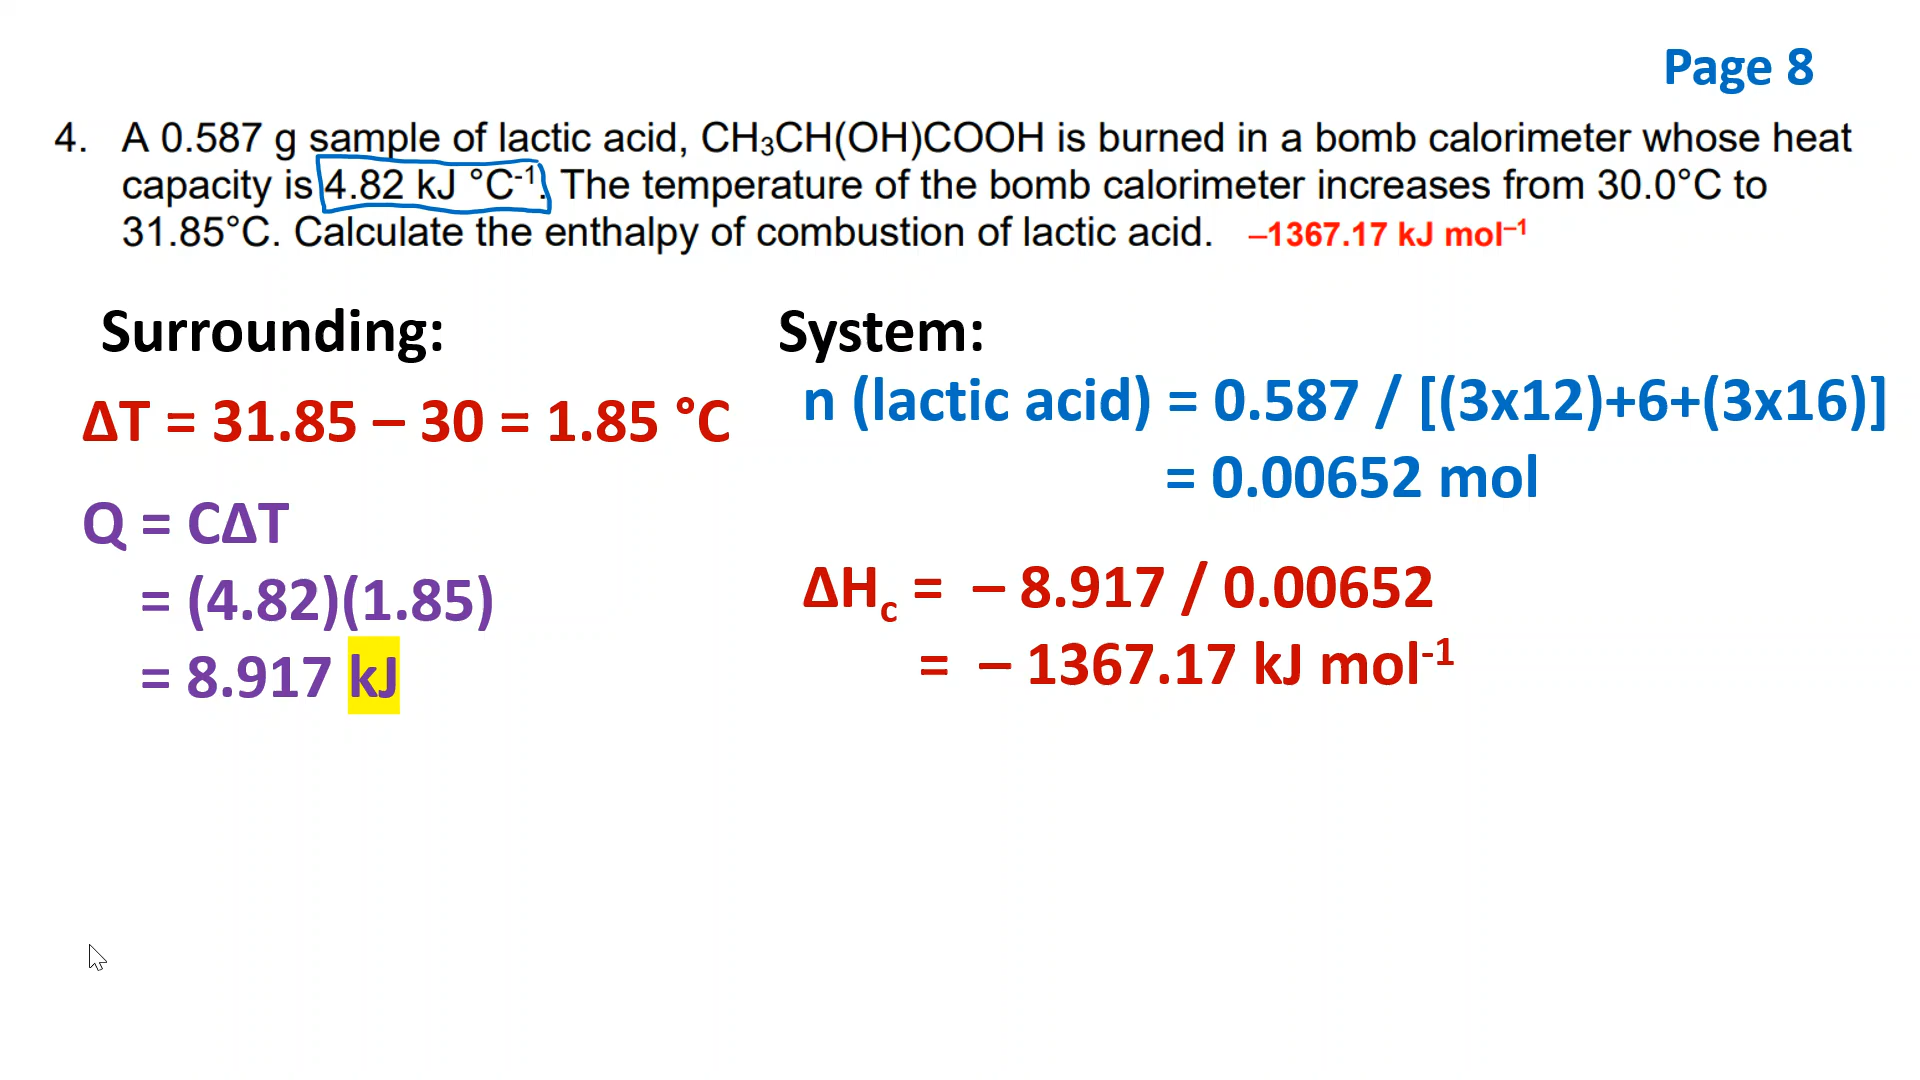 Page 8
4. A 0.587 g sample of lactic acid, CH₃CH(OH)COOH is burned in a bomb calorimeter whose heat
capacity is 4.82 kJ °C⁻¹. The temperature of the bomb calorimeter increases from 30.0°C to
31.85°C. Calculate the enthalpy of combustion of lactic acid. –1367.17 kJ mol⁻¹
Surrounding:
ΔT = 31.85 – 30 = 1.85 °C
Q = CΔT
= (4.82)(1.85)
= 8.917 kJ
System:
n (lactic acid) = 0.587 / [(3x12)+6+(3x16)]
= 0.00652 mol
ΔH꜀ = – 8.917 / 0.00652
= – 1367.17 kJ mol⁻¹